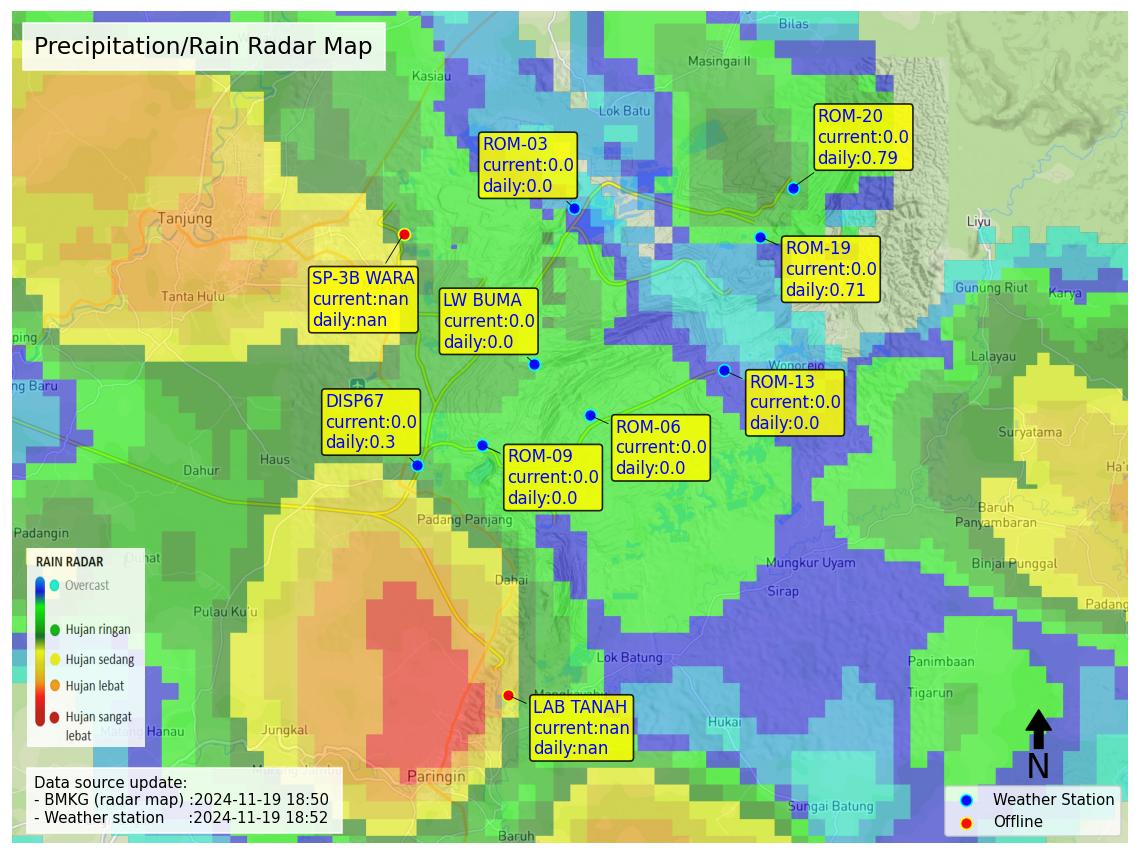 Precipitation/Rain Radar Map
Bilas
Masingai II
Kasiau
Lok Batu
ROM-20
current:0.0
daily:0.79
ROM-03
current:0.0
daily:0.0
Tanjung
Liyu
ROM-19
current:0.0
daily:0.71
SP-3B WARA
current:nan
daily:nan
Tanta Hulu
LW BUMA
current:0.0
daily:0.0
Gunung Riut
Karya
ping
Lalayau
Wonorejo
ng Baru
ROM-13
current:0.0
daily:0.0
DISP67
current:0.0
daily:0.3
ROM-06
current:0.0
daily:0.0
Suryatama
Haus
Dahur
ROM-09
current:0.0
daily:0.0
Ha'u
Baruh
Panyambaran
Padang Panjang
Padangin
Mungkur Uyam
Binjai Punggal
RAIN RADAR
Overcast
Hujan ringan
Hujan sedang
Hujan lebat
Hujan sangat
lebat
Dahai
Sirap
Padang
Pulau Ku'u
Lok Batung
Panimbaan
Tigarun
LAB TANAH
current:nan
daily:nan
Hukai
Jungkal
Paringin
Sungai Batung
Baruh
Data source update:
- BMKG (radar map) :2024-11-19 18:50
- Weather station :2024-11-19 18:52
N
Weather Station
Offline